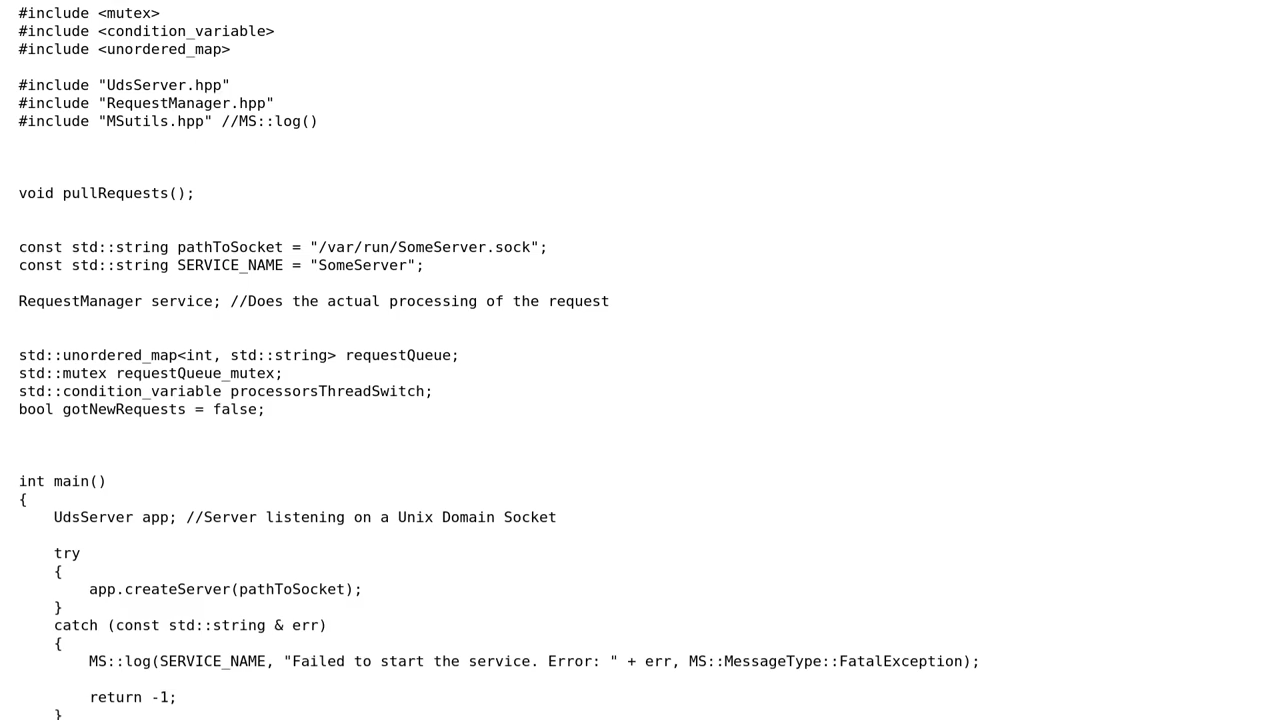 #include <mutex>
#include <condition_variable>
#include <unordered_map>
#include "UdsServer.hpp"
#include "RequestManager.hpp"
#include "MSutils.hpp" //MS::log()
void pullRequests();
const std::string pathToSocket = "/var/run/SomeServer.sock";
const std::string SERVICE_NAME = "SomeServer";
RequestManager service; //Does the actual processing of the request
std::unordered_map<int, std::string> requestQueue;
std::mutex requestQueue_mutex;
std::condition_variable processorsThreadSwitch;
bool gotNewRequests = false;
int main()
{
    UdsServer app; //Server listening on a Unix Domain Socket
    try
    {
        app.createServer(pathToSocket);
    }
    catch (const std::string & err)
    {
        MS::log(SERVICE_NAME, "Failed to start the service. Error: " + err, MS::MessageType::FatalException);
        return -1;
    }